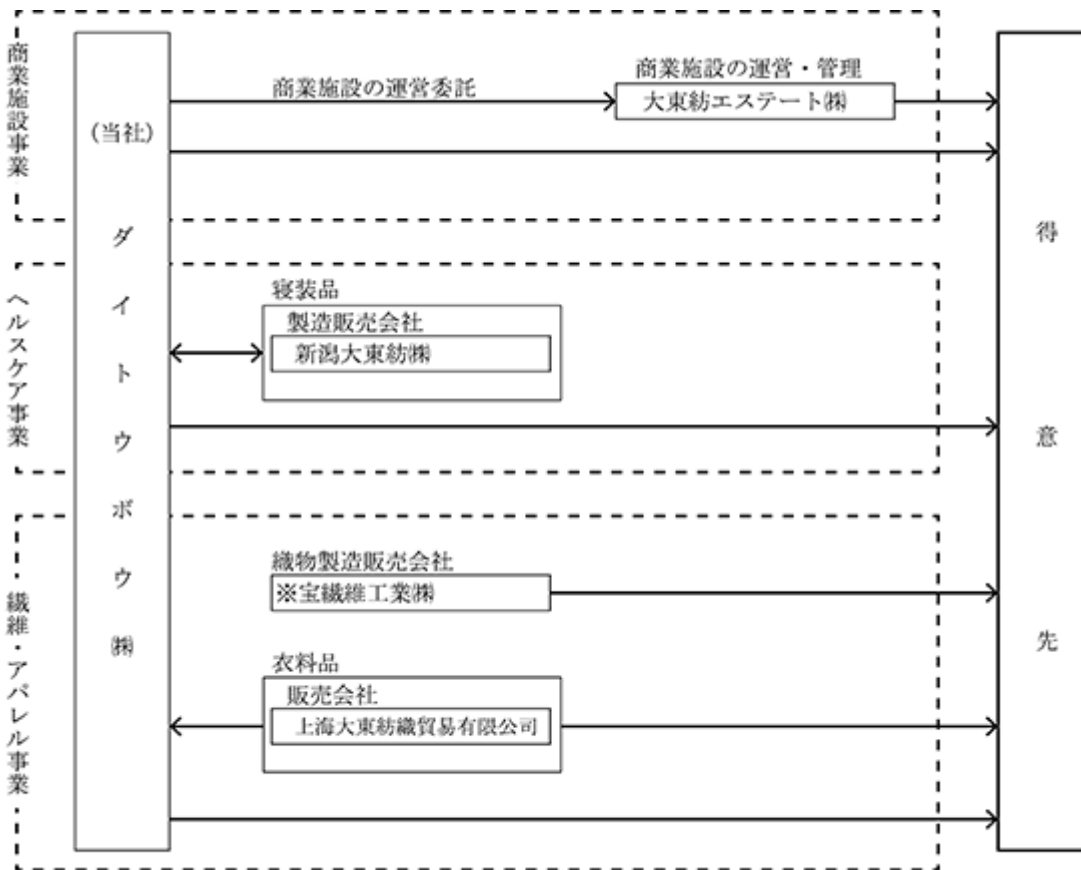 商業施設事業
(当社)
ダイトウボウ㈱
商業施設の運営委託
商業施設の運営・管理
大東紡エステート㈱
得意先
ヘルスケア事業
寝装品
製造販売会社
新潟大東紡㈱
繊維・アパレル事業
織物製造販売会社
※宝繊維工業㈱
衣料品
販売会社
上海大東紡織貿易有限公司